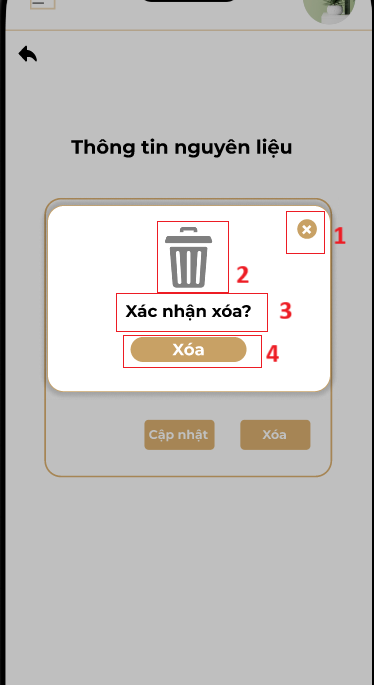 Thông tin nguyên liệu
1
2
Xác nhận xóa?
3
Xóa
4
Cập nhật
Xóa